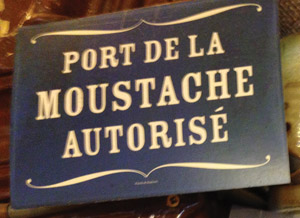 PORT DE LA
MOUSTACHE
AUTORISÉ